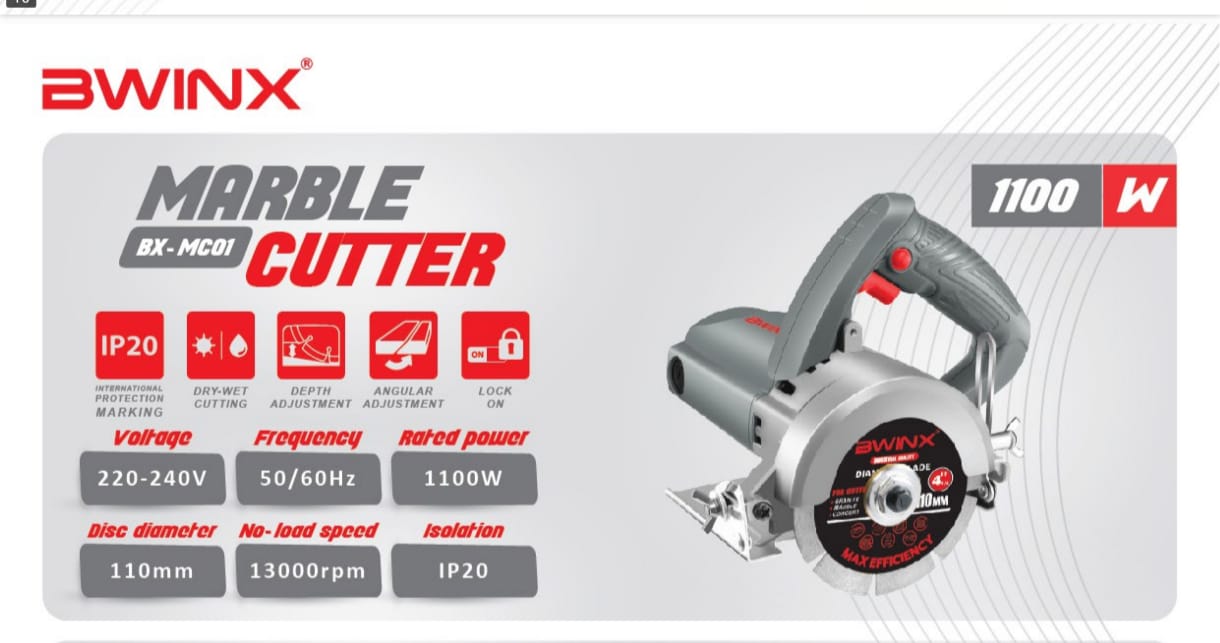 BWINX®
MARBLE
BX-MC01
CUTTER
1100 W
IP20
INTERNATIONAL
PROTECTION
MARKING
DRY-WET
CUTTING
DEPTH
ADJUSTMENT
ANGULAR
ADJUSTMENT
ON
LOCK
ON
Voltage
220-240V
Frequency
50/60Hz
Rated power
1100W
Disc diameter
110mm
No-load speed
13000rpm
Isolation
IP20
BWINX
BWINX
4"
10MM
MAX EFFICIENCY